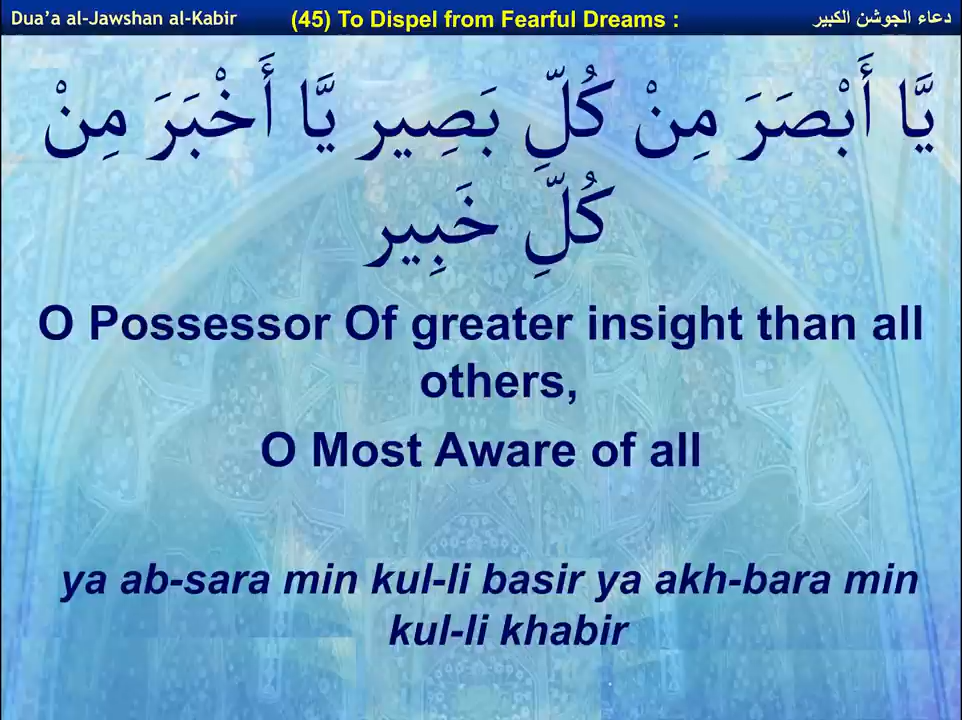 Dua’a al-Jawshan al-Kabir (45) To Dispel from Fearful Dreams : دعاء الجوشن الكبير
يَّا أَبْصَرَ مِنْ كُلِّ بَصِير يَّا أَخْبَرَ مِنْ
كُلِّ خَبِير
O Possessor Of greater insight than all
others,
O Most Aware of all
ya ab-sara min kul-li basir ya akh-bara min
kul-li khabir